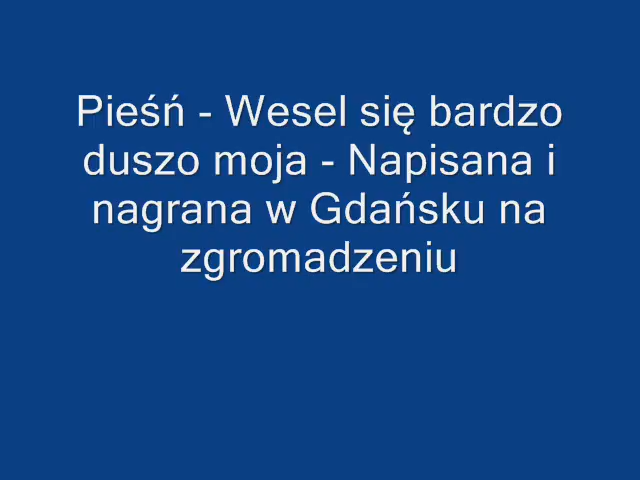 Pieśń - Wesel się bardzo
duszo moja - Napisana i
nagrana w Gdańsku na
zgromadzeniu